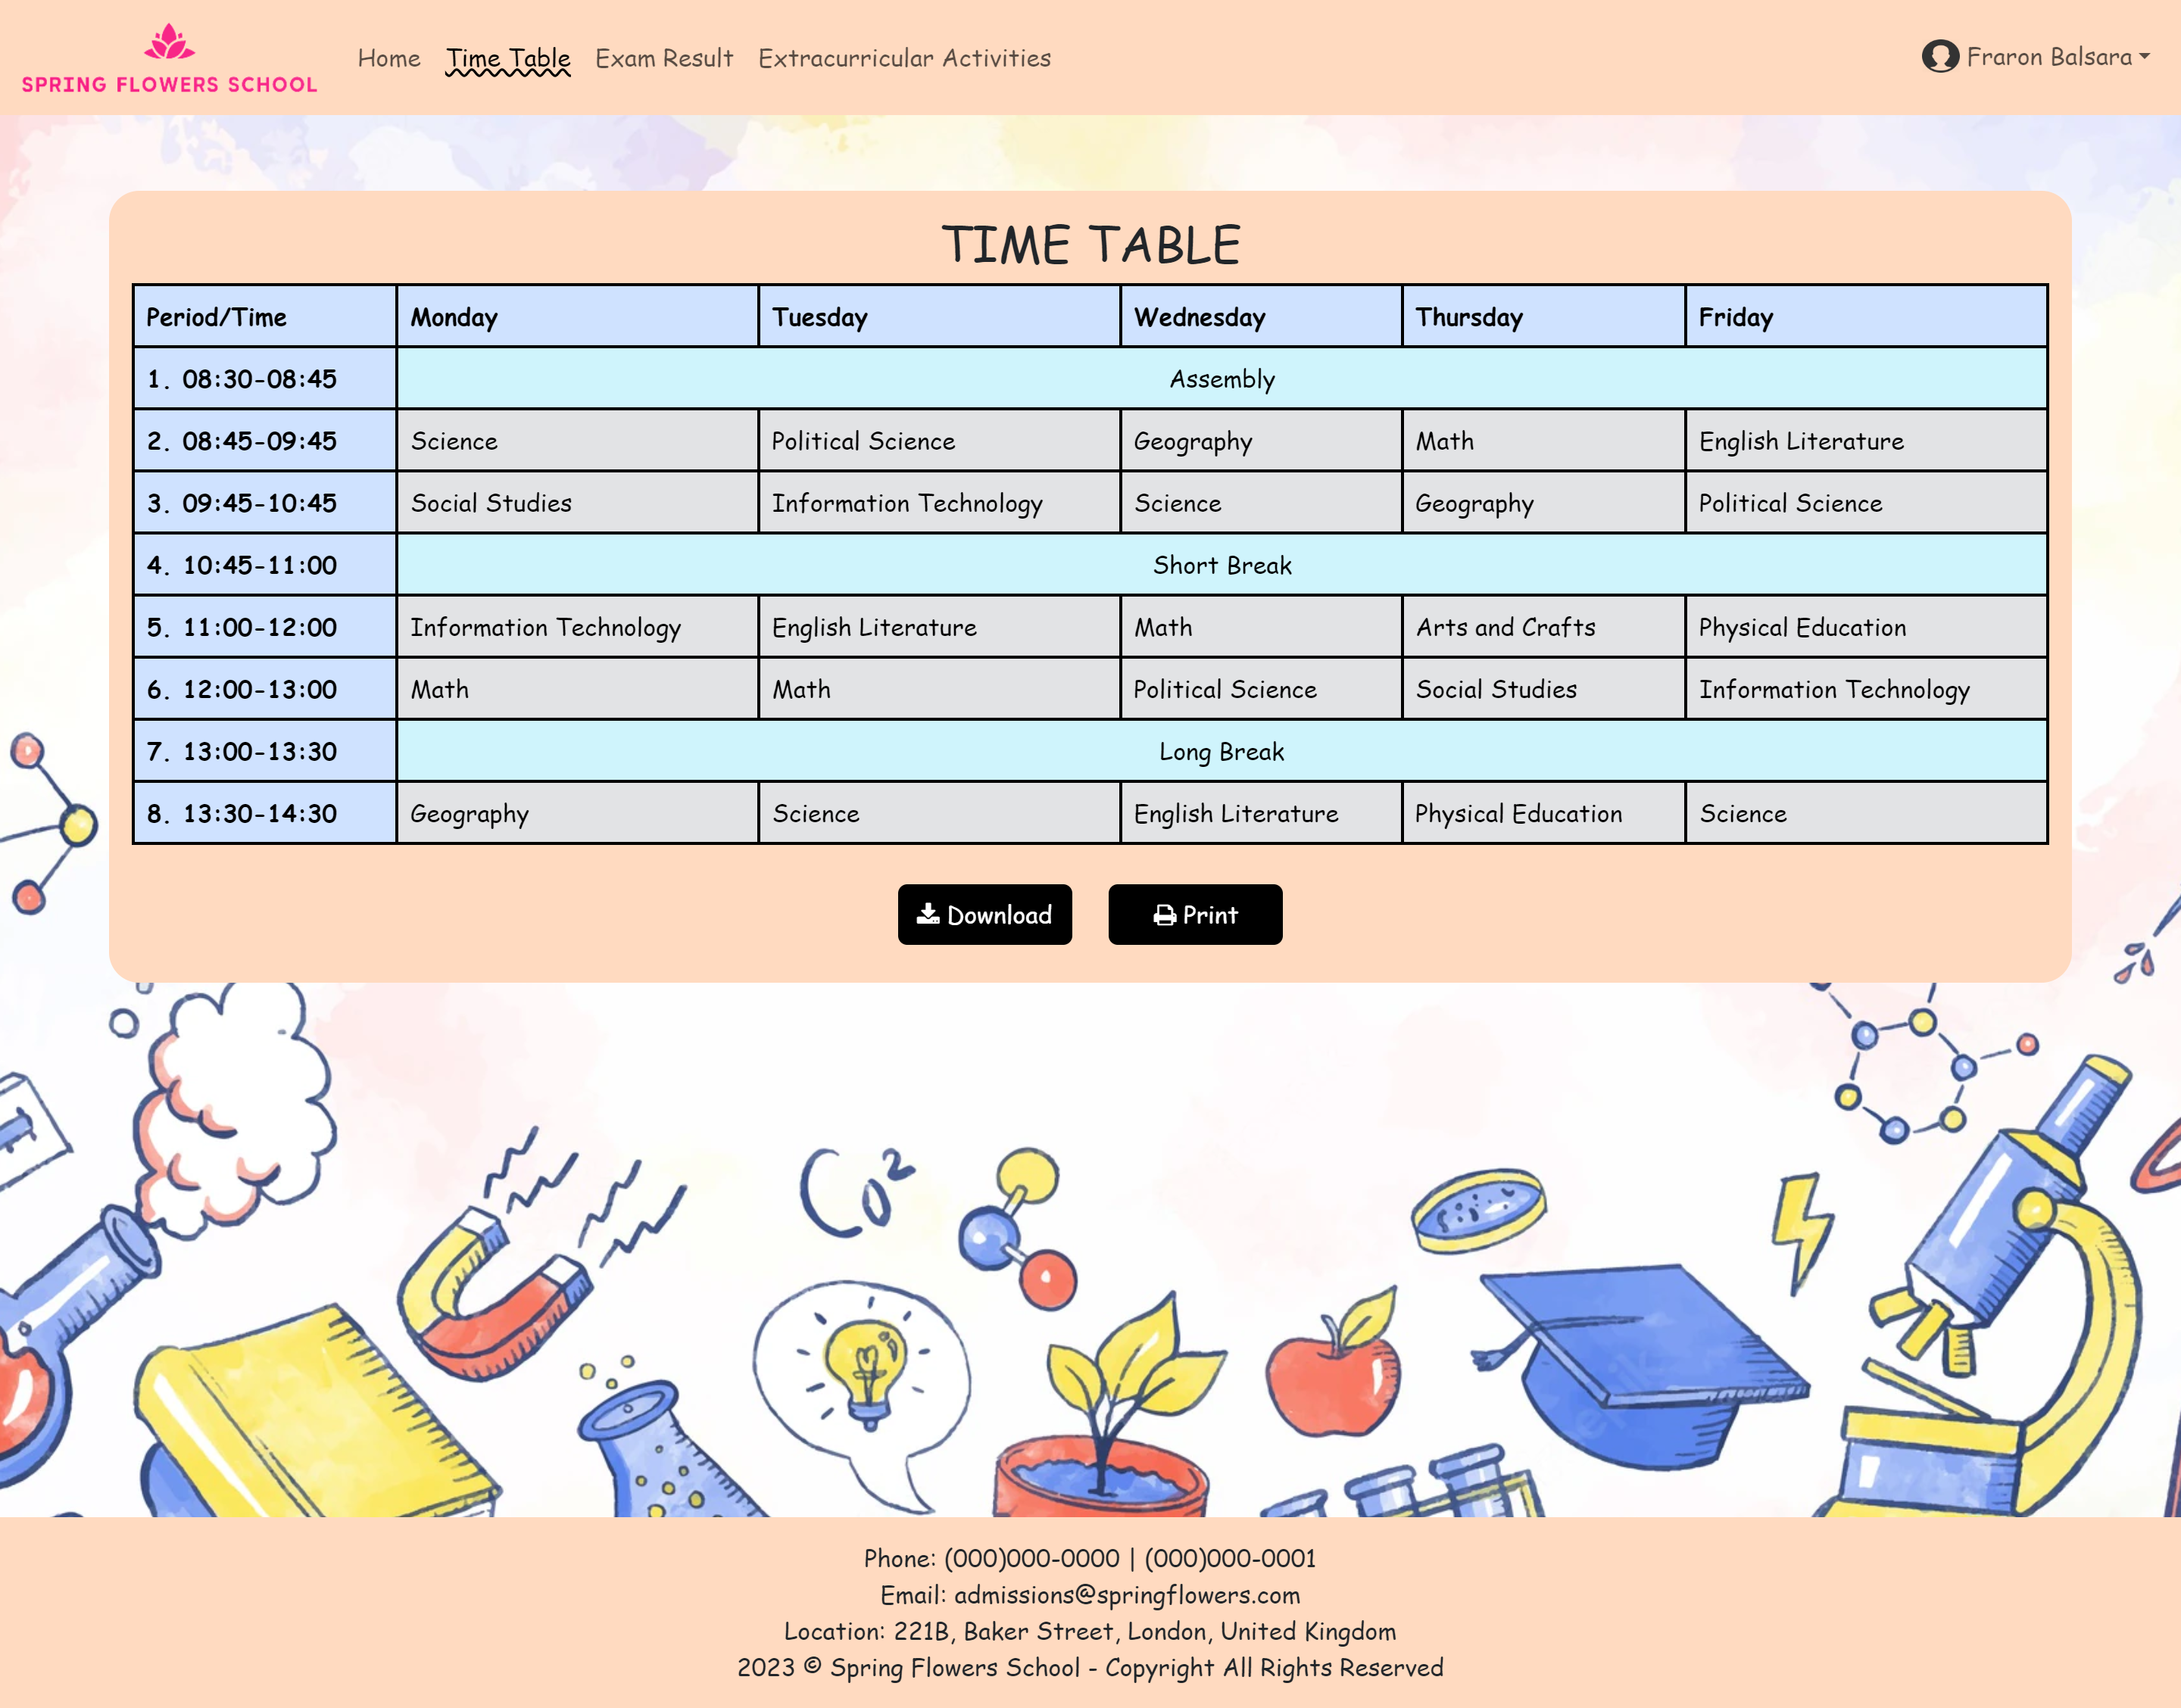 SPRING FLOWERS SCHOOL
Home Time Table Exam Result Extracurricular Activities
Fraron Balsara
TIME TABLE
Period/Time Monday Tuesday Wednesday Thursday Friday
1. 08:30-08:45 Assembly
2. 08:45-09:45 Science Political Science Geography Math English Literature
3. 09:45-10:45 Social Studies Information Technology Science Geography Political Science
4. 10:45-11:00 Short Break
5. 11:00-12:00 Information Technology English Literature Math Arts and Crafts Physical Education
6. 12:00-13:00 Math Math Political Science Social Studies Information Technology
7. 13:00-13:30 Long Break
8. 13:30-14:30 Geography Science English Literature Physical Education Science
Download Print
Co²
Phone: (000)000-0000 | (000)000-0001
Email: admissions@springflowers.com
Location: 221B, Baker Street, London, United Kingdom
2023 © Spring Flowers School - Copyright All Rights Reserved